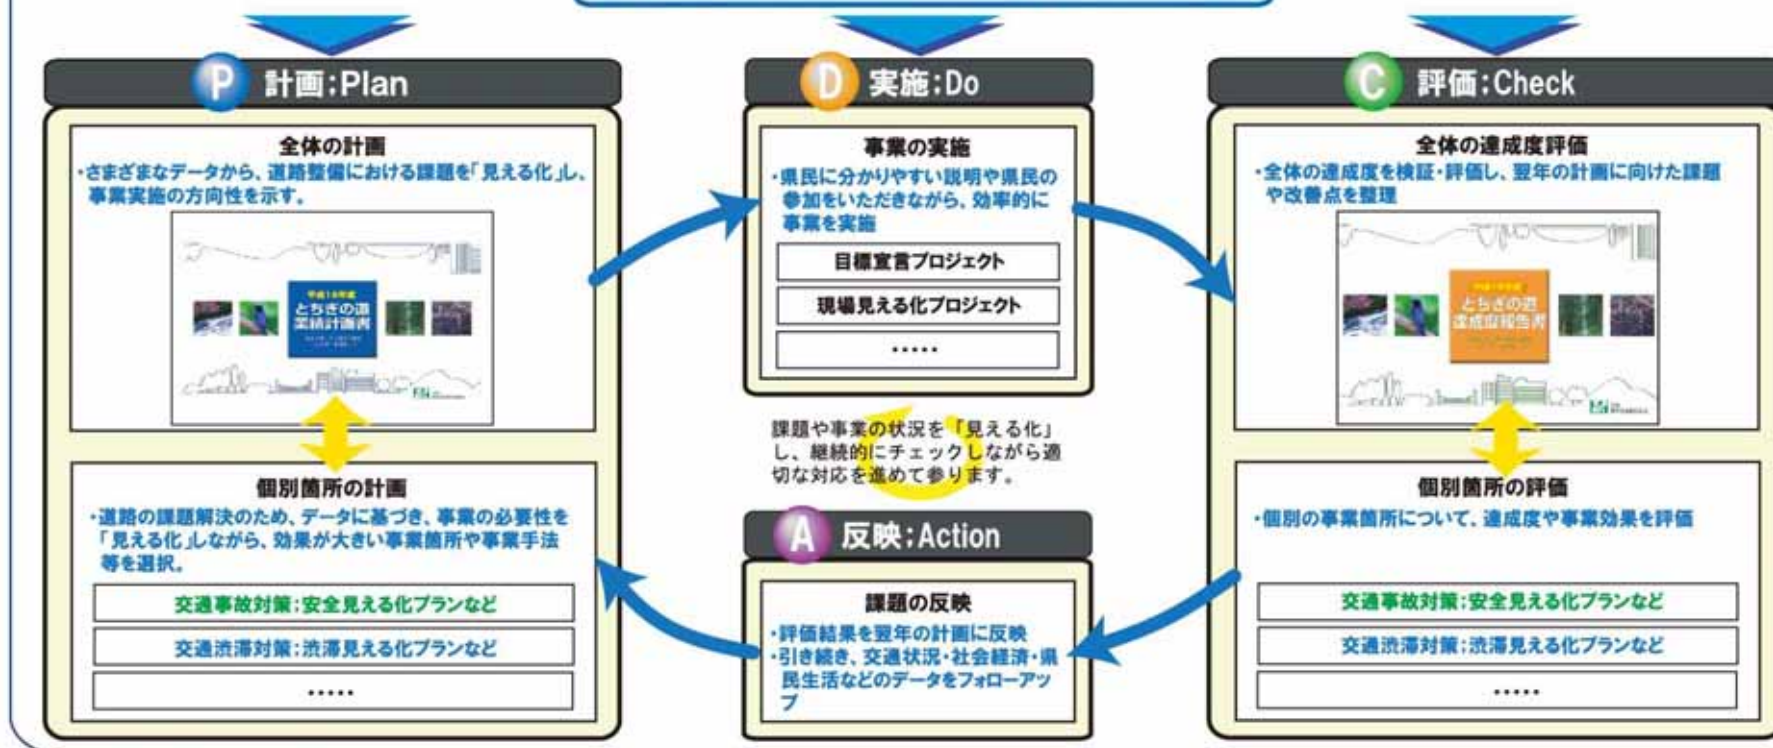 P 計画:Plan
全体の計画
・さまざまなデータから、道路整備における課題を「見える化」し、
事業実施の方向性を示す。
とちぎの道
業績計画書
個別箇所の計画
・道路の課題解決のため、データに基づき、事業の必要性を
「見える化」しながら、効果が大きい事業箇所や事業手法
等を選択。
交通事故対策:安全見える化プランなど
交通渋滞対策:渋滞見える化プランなど
・・・・・
D 実施:Do
事業の実施
・県民に分かりやすい説明や県民の
参加をいただきながら、効率的に
事業を実施
目標宣言プロジェクト
現場見える化プロジェクト
・・・・・
課題や事業の状況を「見える化」
し、継続的にチェックしながら適
切な対応を進めて参ります。
C 評価:Check
全体の達成度評価
・全体の達成度を検証・評価し、翌年の計画に向けた課題
や改善点を整理
とちぎの道
達成度報告書
個別箇所の評価
・個別の事業箇所について、達成度や事業効果を評価
交通事故対策:安全見える化プランなど
交通渋滞対策:渋滞見える化プランなど
・・・・・
A 反映:Action
課題の反映
・評価結果を翌年の計画に反映
・引き続き、交通状況・社会経済・県
民生活などのデータをフォローアッ
プ